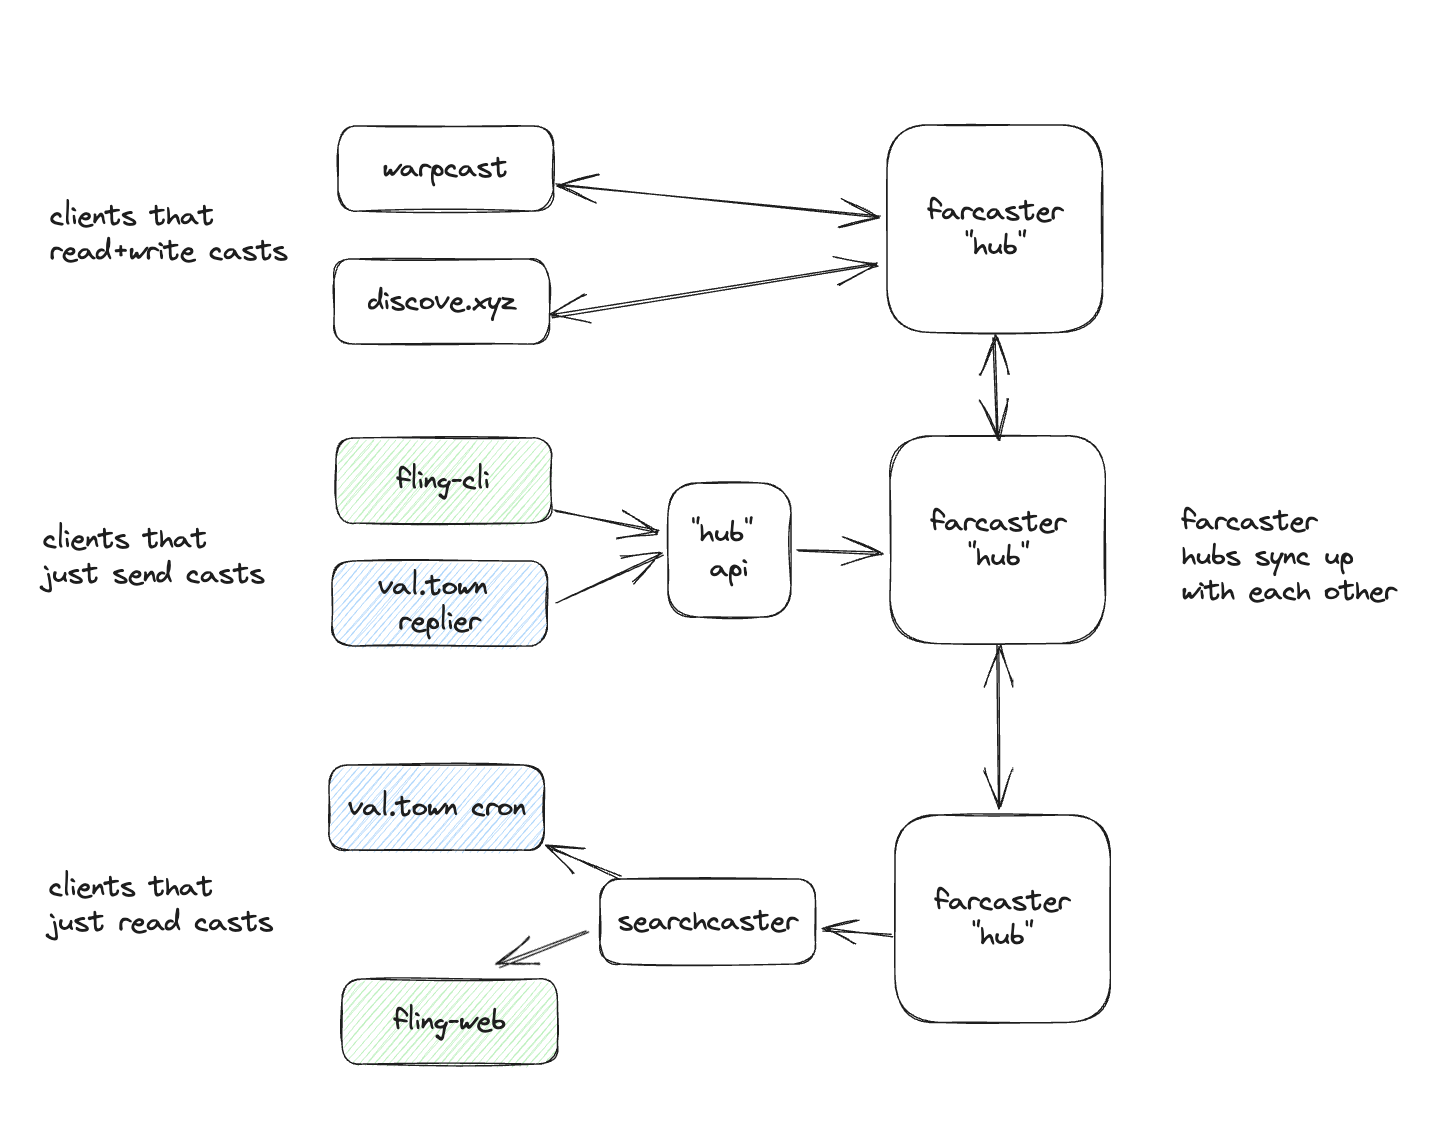 warpcast
farcaster
"hub"
clients that
read+write casts
discove.xyz
fling-cli
"hub"
api
farcaster
"hub"
farcaster
hubs sync up
with each other
clients that
just send casts
val.town
replier
val.town cron
clients that
just read casts
searchcaster
farcaster
"hub"
fling-web